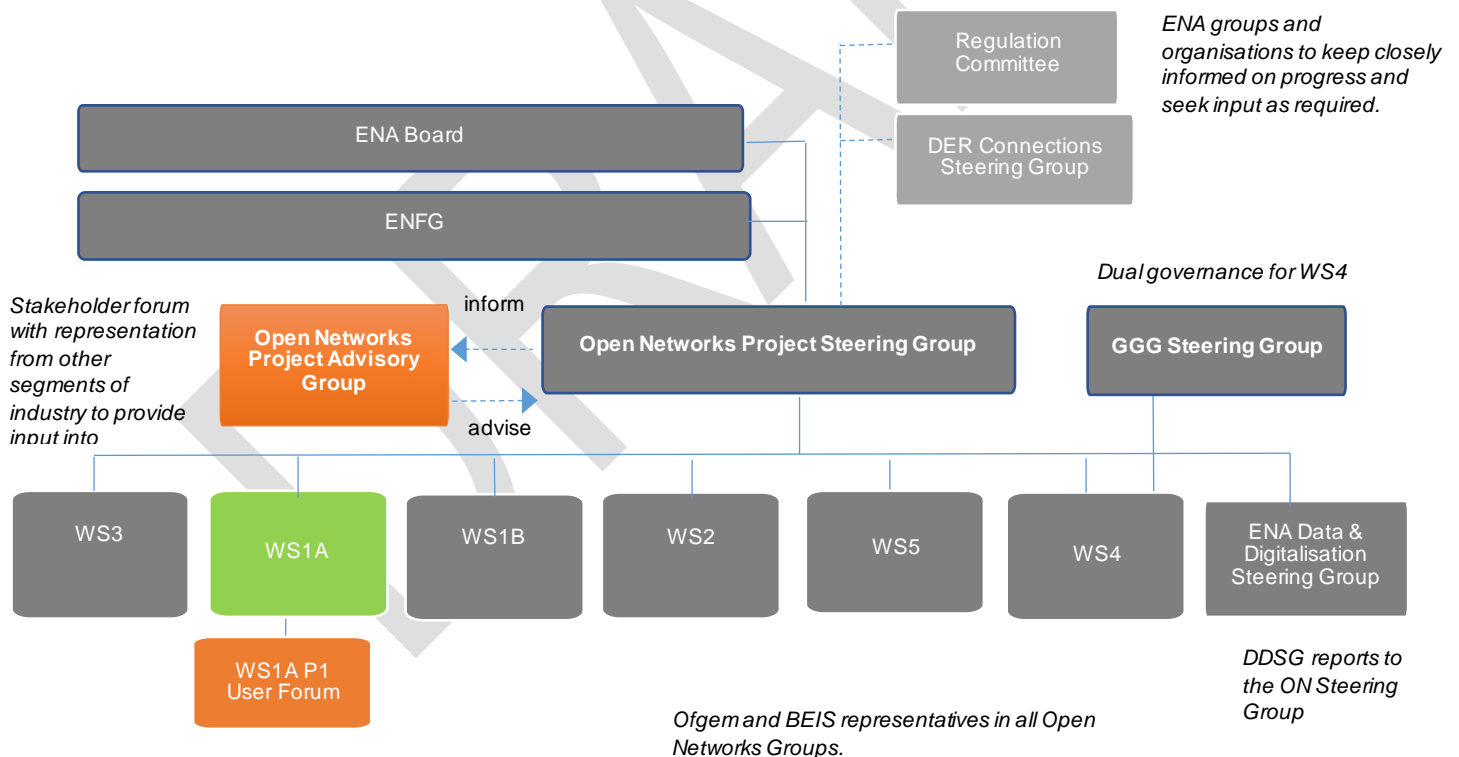 Regulation
Committee
ENA groups and
organisations to keep closely
informed on progress and
seek input as required.
ENA Board
DER Connections
Steering Group
ENFG
Dual governance for WS4
Stakeholder forum
with representation
from other
segments of
industry to provide
input into
Open Networks
Project Advisory
Group
inform
advise
Open Networks Project Steering Group
GGG Steering Group
WS3
WS1A
WS1B
WS2
WS5
WS4
ENA Data &
Digitalisation
Steering Group
WS1A P1
User Forum
DDSG reports to
the ON Steering
Group
Ofgem and BEIS representatives in all Open
Networks Groups.